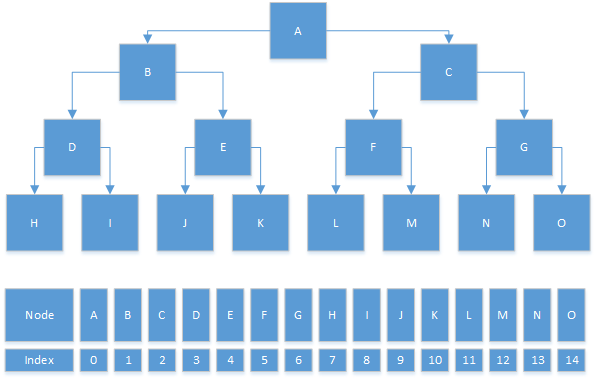 A
B C
D E F G
H I J K L M N O
Node A B C D E F G H I J K L M N O
Index 0 1 2 3 4 5 6 7 8 9 10 11 12 13 14